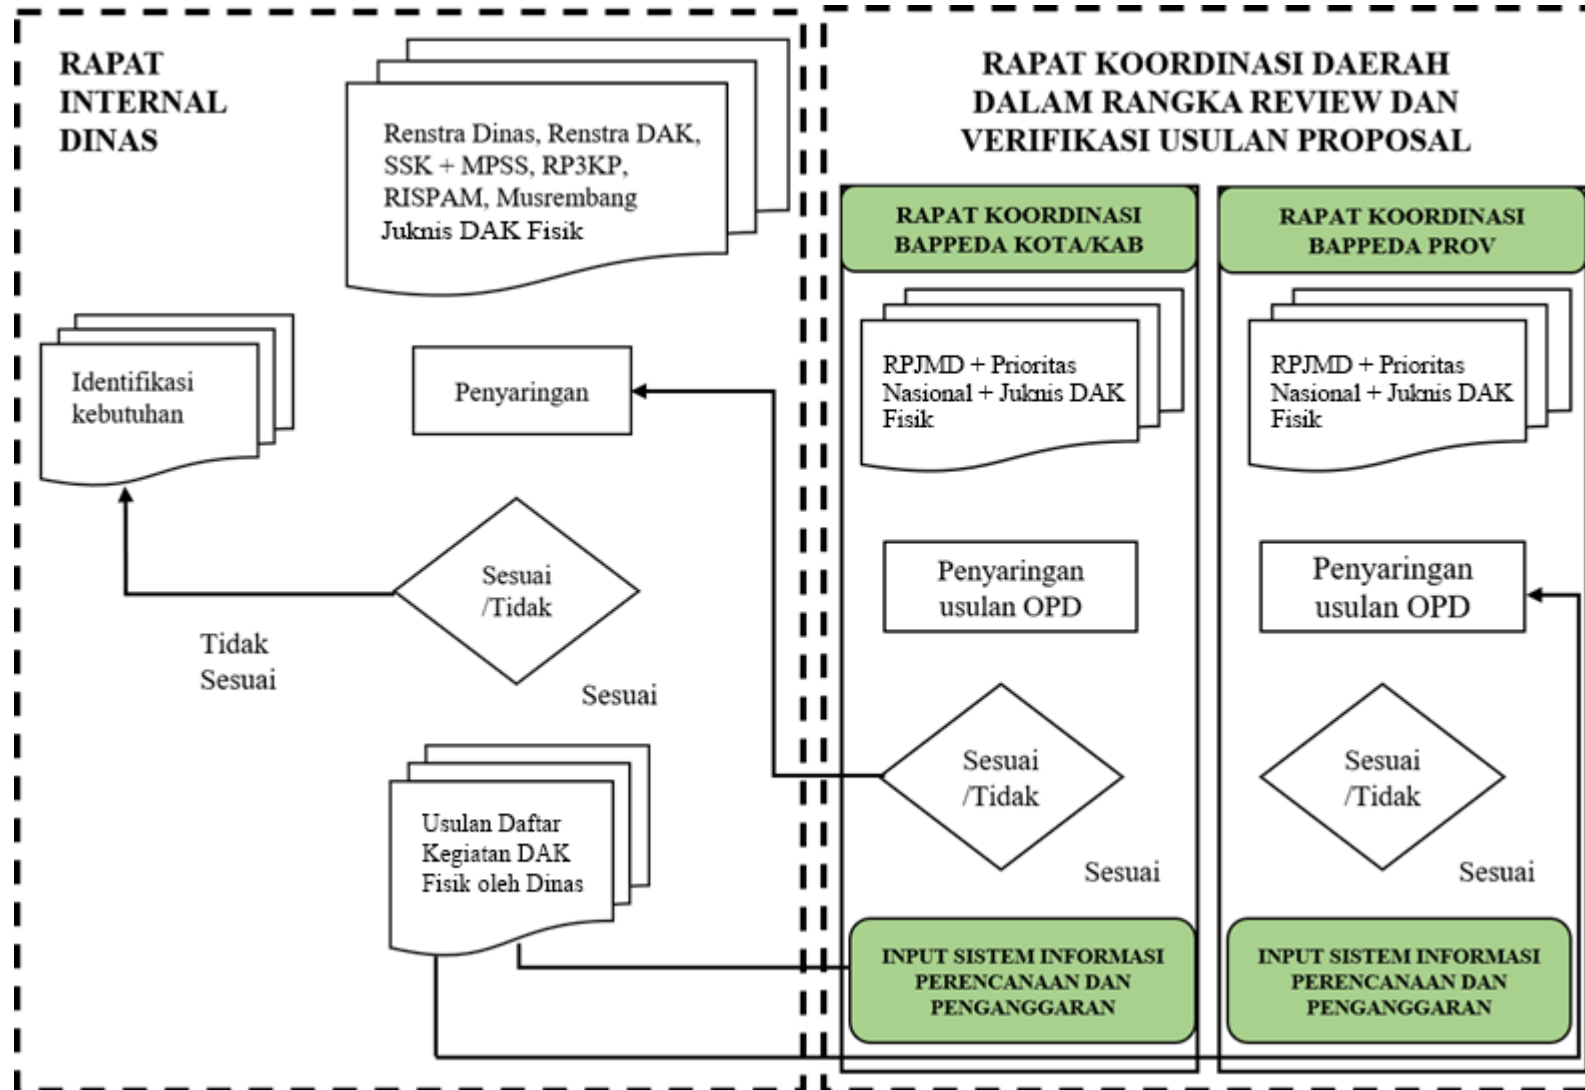 RAPAT
INTERNAL
DINAS
Renstra Dinas, Renstra DAK,
SSK + MPSS, RP3KP,
RISPAM, Musrembang
Juknis DAK Fisik
Identifikasi
kebutuhan
Penyaringan
Sesuai
/Tidak
Tidak
Sesuai
Sesuai
Usulan Daftar
Kegiatan DAK
Fisik oleh Dinas
RAPAT KOORDINASI DAERAH
DALAM RANGKA REVIEW DAN
VERIFIKASI USULAN PROPOSAL
RAPAT KOORDINASI
BAPPEDA KOTA/KAB
RPJMD + Prioritas
Nasional + Juknis DAK
Fisik
Penyaringan
usulan OPD
Sesuai
/Tidak
Sesuai
INPUT SISTEM INFORMASI
PERENCANAAN DAN
PENGANGGARAN
RAPAT KOORDINASI
BAPPEDA PROV
RPJMD + Prioritas
Nasional + Juknis DAK
Fisik
Penyaringan
usulan OPD
Sesuai
/Tidak
Sesuai
INPUT SISTEM INFORMASI
PERENCANAAN DAN
PENGANGGARAN